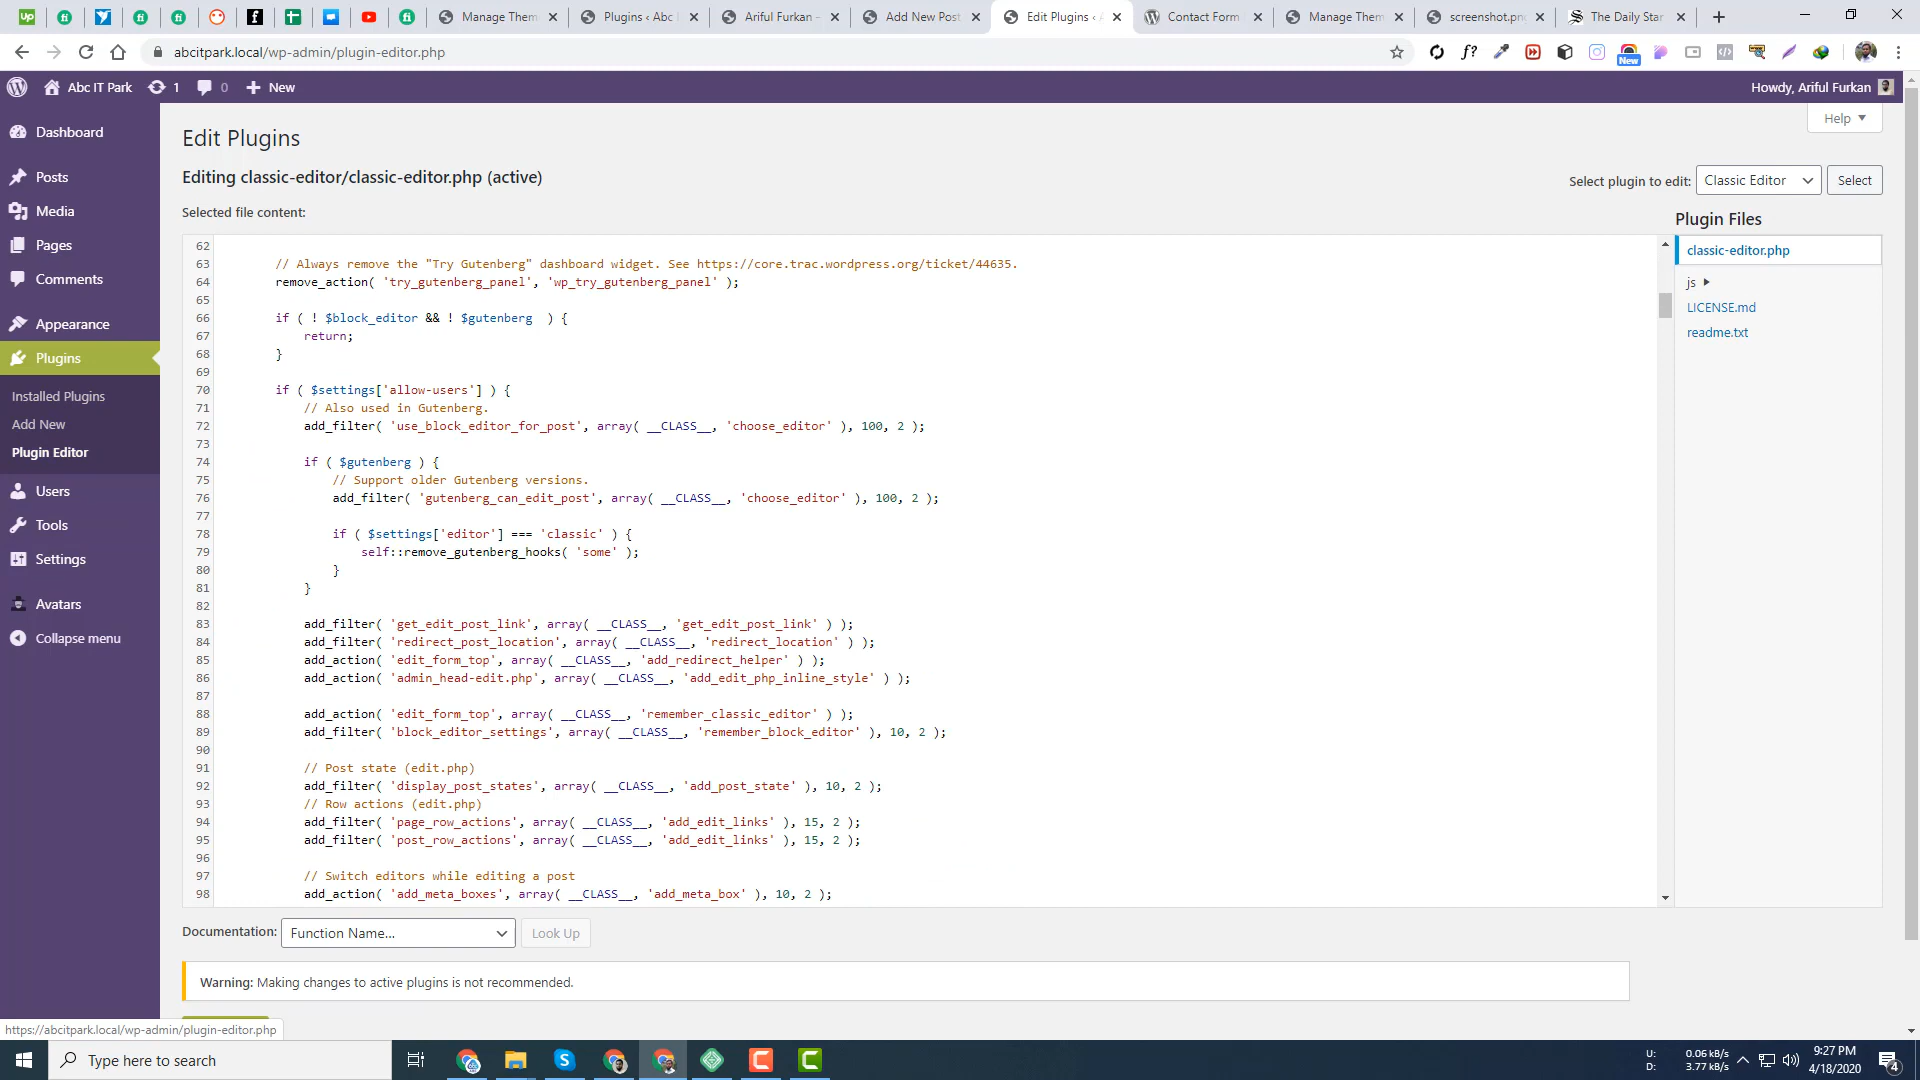 Up
Manage Them
Plugins ‹ Abc I
Ariful Furkan –
Add New Post
Edit Plugins ‹
Contact Form
Manage Them
screenshot.pn
The Daily Star
abcitpark.local/wp-admin/plugin-editor.php
f?
New
Abc IT Park
1
0
New
Howdy, Ariful Furkan
Help
Dashboard
Posts
Media
Pages
Comments
Appearance
Plugins
Installed Plugins
Add New
Plugin Editor
Users
Tools
Settings
Avatars
Collapse menu
Edit Plugins
Editing classic-editor/classic-editor.php (active)
Select plugin to edit: Classic Editor Select
Selected file content:
Plugin Files
classic-editor.php
js
LICENSE.md
readme.txt
62
63 // Always remove the "Try Gutenberg" dashboard widget. See https://core.trac.wordpress.org/ticket/44635.
64 remove_action( 'try_gutenberg_panel', 'wp_try_gutenberg_panel' );
65
66 if ( ! $block_editor && ! $gutenberg  ) {
67 return;
68 }
69
70 if ( $settings['allow-users'] ) {
71 // Also used in Gutenberg.
72 add_filter( 'use_block_editor_for_post', array( __CLASS__, 'choose_editor' ), 100, 2 );
73
74 if ( $gutenberg ) {
75 // Support older Gutenberg versions.
76 add_filter( 'gutenberg_can_edit_post', array( __CLASS__, 'choose_editor' ), 100, 2 );
77
78 if ( $settings['editor'] === 'classic' ) {
79 self::remove_gutenberg_hooks( 'some' );
80 }
81 }
82
83 add_filter( 'get_edit_post_link', array( __CLASS__, 'get_edit_post_link' ) );
84 add_filter( 'redirect_post_location', array( __CLASS__, 'redirect_location' ) );
85 add_action( 'edit_form_top', array( __CLASS__, 'add_redirect_helper' ) );
86 add_action( 'admin_head-edit.php', array( __CLASS__, 'add_edit_php_inline_style' ) );
87
88 add_action( 'edit_form_top', array( __CLASS__, 'remember_classic_editor' ) );
89 add_filter( 'block_editor_settings', array( __CLASS__, 'remember_block_editor' ), 10, 2 );
90
91 // Post state (edit.php)
92 add_filter( 'display_post_states', array( __CLASS__, 'add_post_state' ), 10, 2 );
93 // Row actions (edit.php)
94 add_filter( 'page_row_actions', array( __CLASS__, 'add_edit_links' ), 15, 2 );
95 add_filter( 'post_row_actions', array( __CLASS__, 'add_edit_links' ), 15, 2 );
96
97 // Switch editors while editing a post
98 add_action( 'add_meta_boxes', array( __CLASS__, 'add_meta_box' ), 10, 2 );
Documentation: Function Name... Look Up
Warning: Making changes to active plugins is not recommended.
https://abcitpark.local/wp-admin/plugin-editor.php
Type here to search
U: 0.06 kB/s
D: 3.77 kB/s
9:27 PM
4/18/2020
4